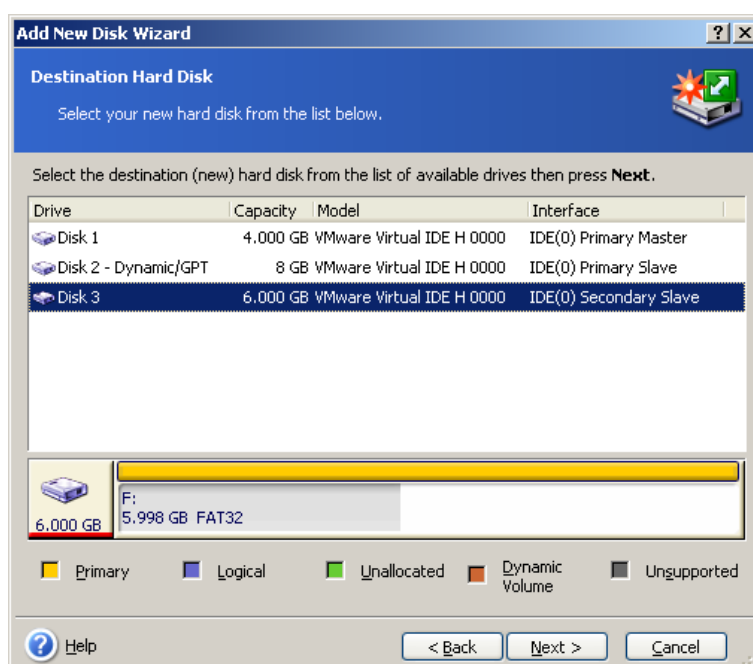 Add New Disk Wizard
Destination Hard Disk
Select your new hard disk from the list below.
Select the destination (new) hard disk from the list of available drives then press Next.
Drive Capacity Model Interface
Disk 1 4.000 GB VMware Virtual IDE H 0000 IDE(0) Primary Master
Disk 2 - Dynamic/GPT 8 GB VMware Virtual IDE H 0000 IDE(0) Primary Slave
Disk 3 6.000 GB VMware Virtual IDE H 0000 IDE(0) Secondary Slave
F:
6.000 GB 5.998 GB FAT32
Primary Logical Unallocated Dynamic Volume Unsupported
Help < Back Next > Cancel